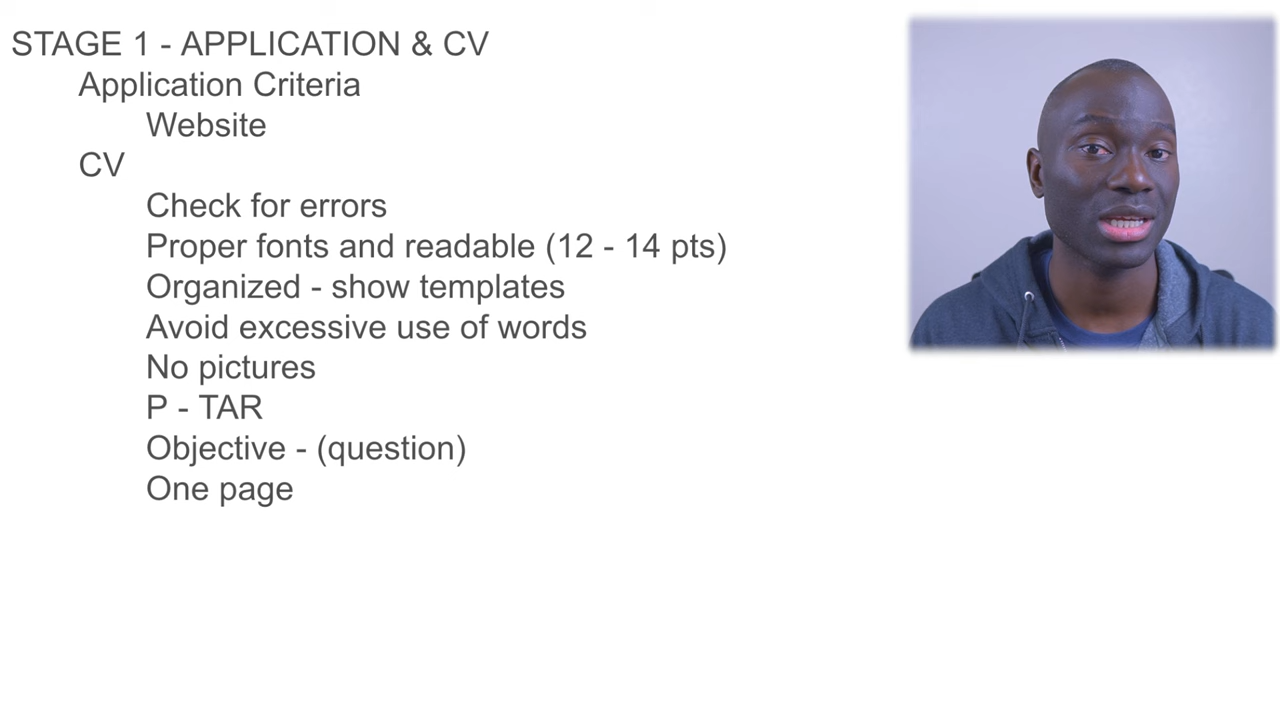 STAGE 1 - APPLICATION & CV
Application Criteria
Website
CV
Check for errors
Proper fonts and readable (12 - 14 pts)
Organized - show templates
Avoid excessive use of words
No pictures
P - TAR
Objective - (question)
One page